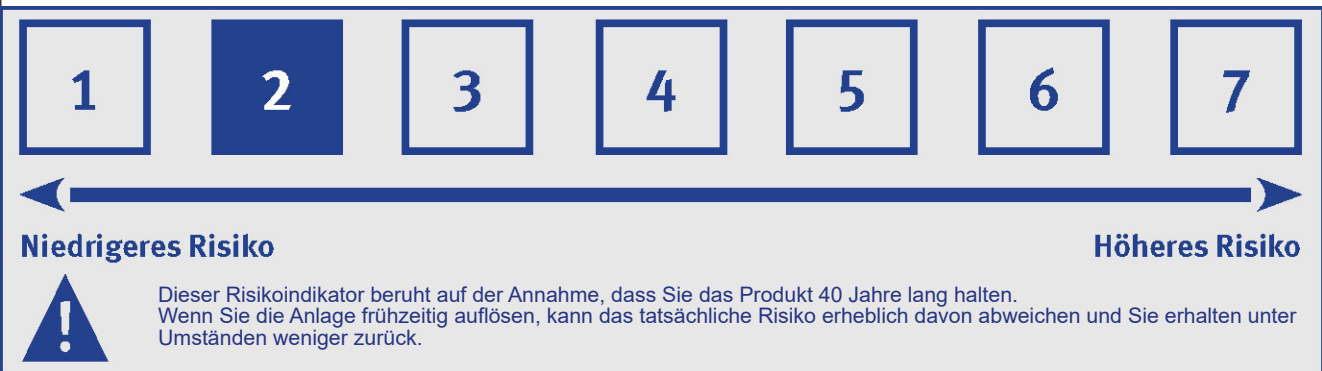 1 2 3 4 5 6 7
Niedrigeres Risiko Höheres Risiko
!
Dieser Risikoindikator beruht auf der Annahme, dass Sie das Produkt 40 Jahre lang halten.
Wenn Sie die Anlage frühzeitig auflösen, kann das tatsächliche Risiko erheblich davon abweichen und Sie erhalten unter
Umständen weniger zurück.